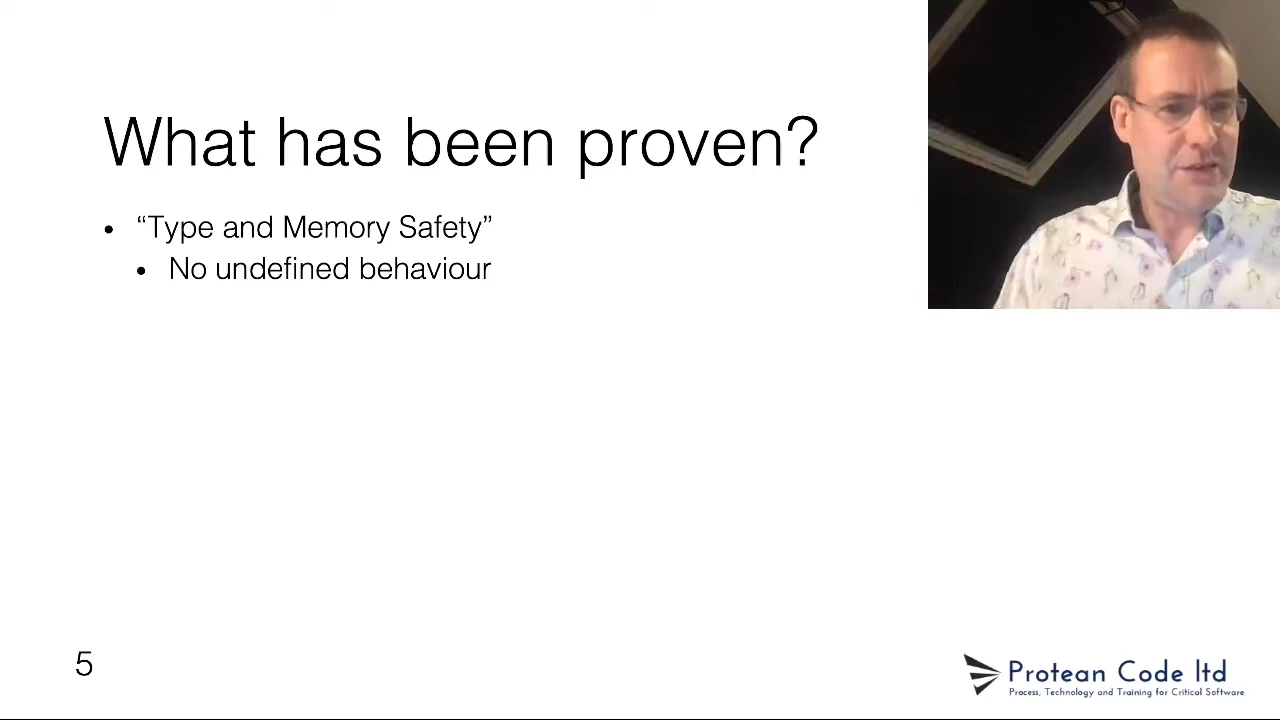 What has been proven?
• “Type and Memory Safety”
• No undefined behaviour
5
Protean Code ltd
Process, Technology and Training for Critical Software